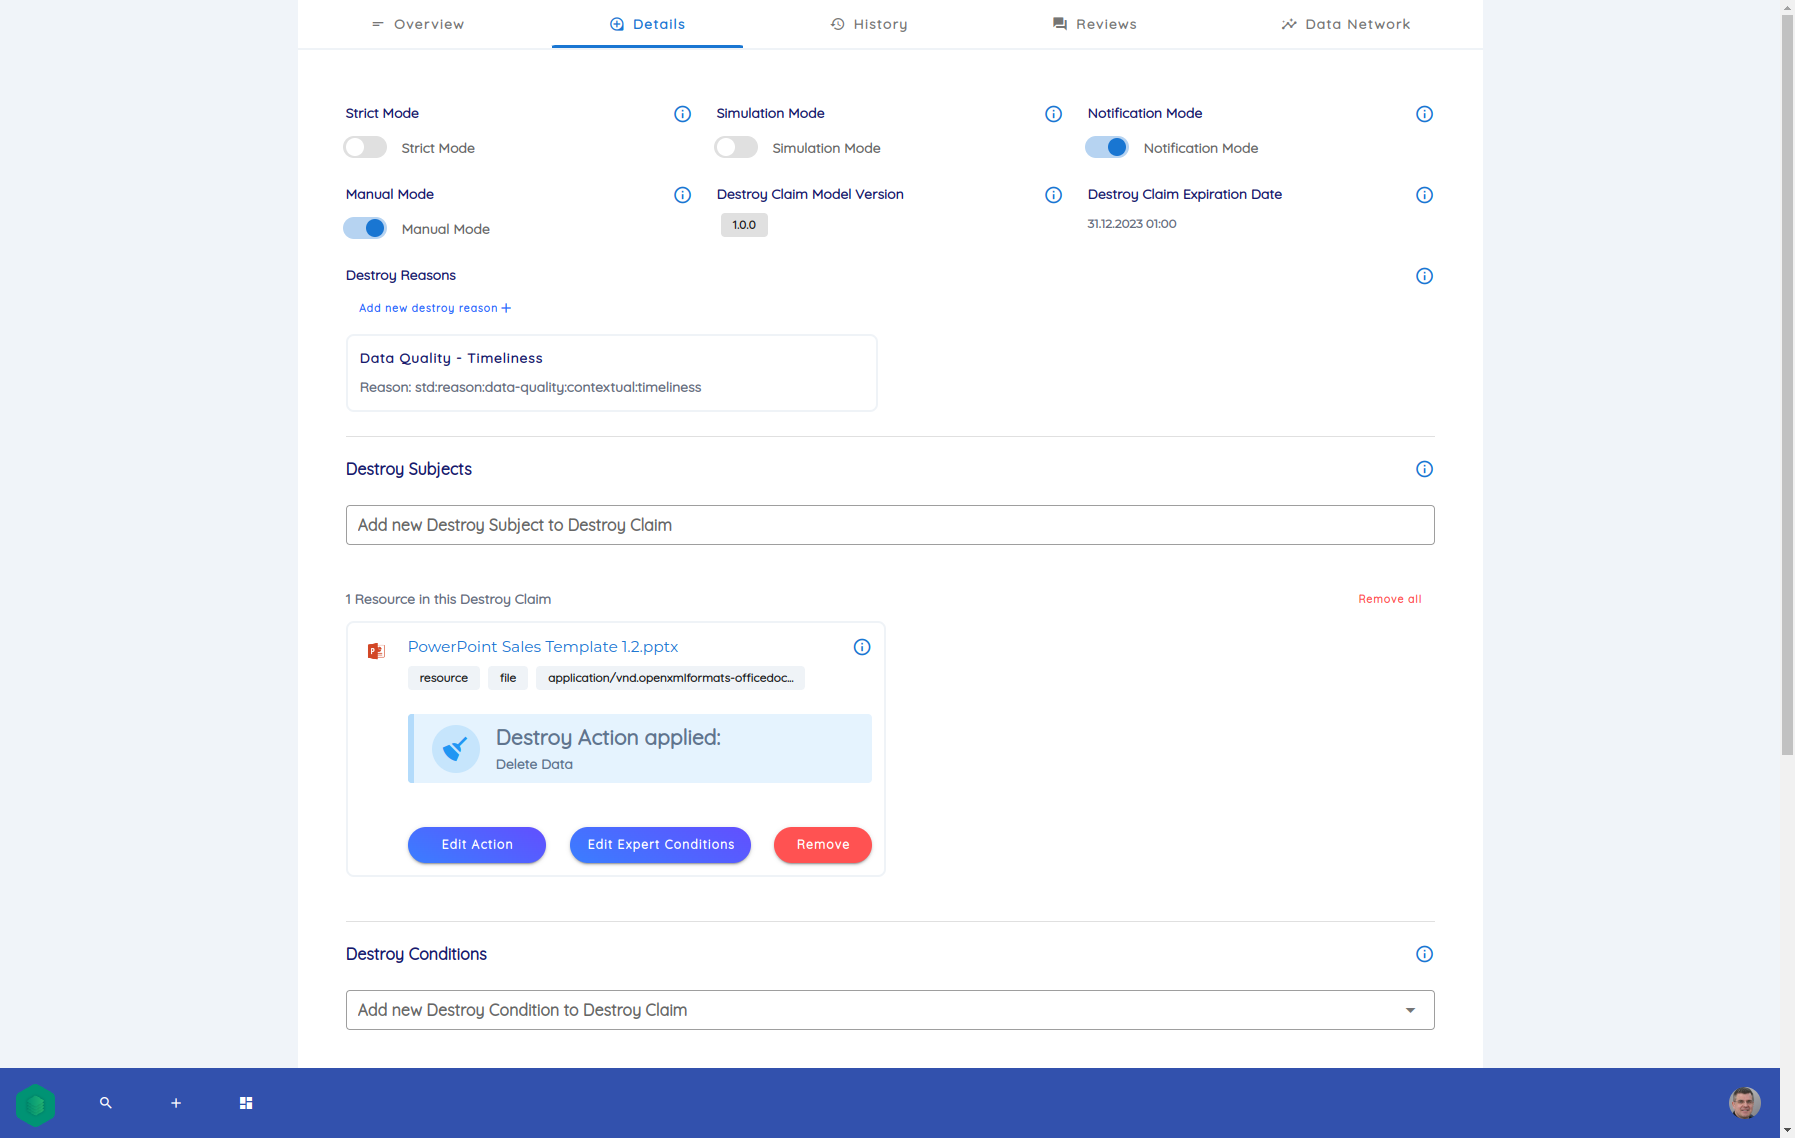 Overview
Details
History
Reviews
Data Network
Strict Mode
Simulation Mode
Notification Mode
Strict Mode
Simulation Mode
Notification Mode
Manual Mode
Destroy Claim Model Version
Destroy Claim Expiration Date
Manual Mode
1.0.0
31.12.2023 01:00
Destroy Reasons
Add new destroy reason +
Data Quality - Timeliness
Reason: std:reason:data-quality:contextual:timeliness
Destroy Subjects
Add new Destroy Subject to Destroy Claim
1 Resource in this Destroy Claim
Remove all
PowerPoint Sales Template 1.2.pptx
resource
file
application/vnd.openxmlformats-officedoc...
Destroy Action applied:
Delete Data
Edit Action
Edit Expert Conditions
Remove
Destroy Conditions
Add new Destroy Condition to Destroy Claim